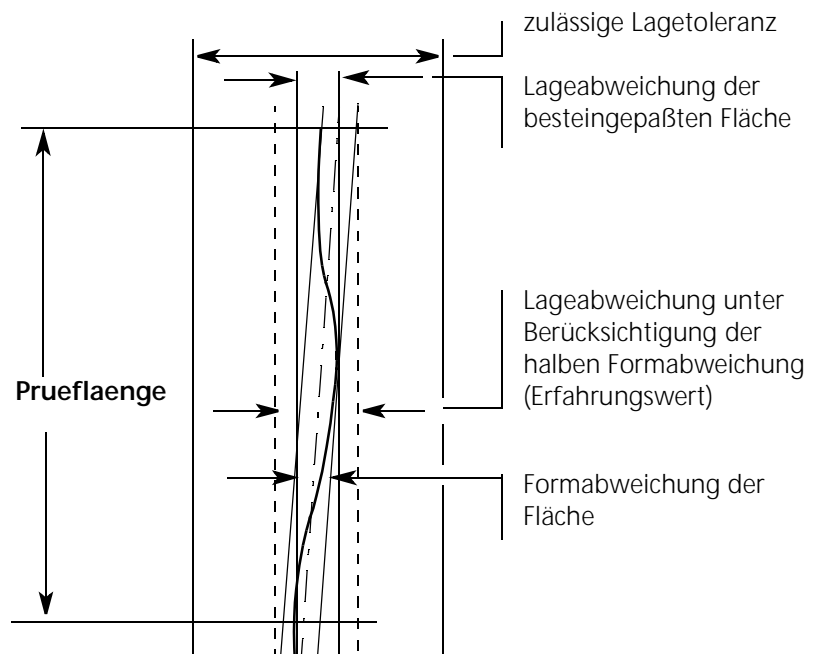 zulässige Lagetoleranz
Lageabweichung der
besteingepaßten Fläche
Lageabweichung unter
Berücksichtigung der
halben Formabweichung
(Erfahrungswert)
Prueflaenge
Formabweichung der
Fläche